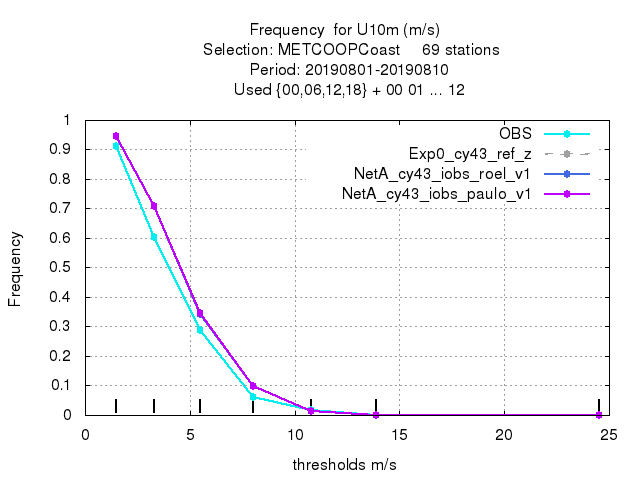 Frequency  for U10m (m/s)
Selection: METCOOPCoast     69 stations
Period: 20190801-20190810
Used {00,06,12,18} + 00 01 ... 12
OBS
Exp0_cy43_ref_z
NetA_cy43_iobs_roel_v1
NetA_cy43_iobs_paulo_v1
Frequency
1
0.9
0.8
0.7
0.6
0.5
0.4
0.3
0.2
0.1
0
0 5 10 15 20 25
thresholds m/s